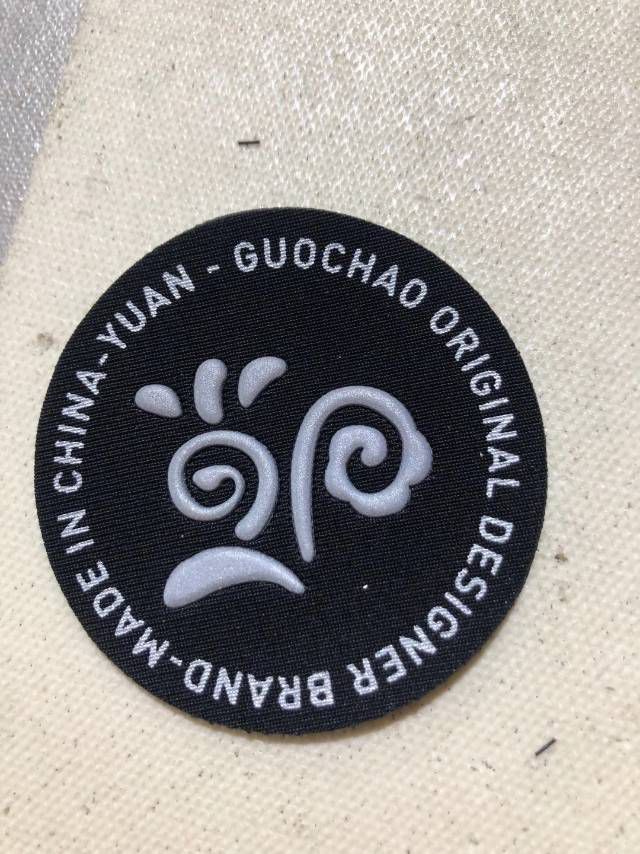 GUOCHAO ORIGINAL DESIGNER BRAND-MADE IN CHINA-YUAN -